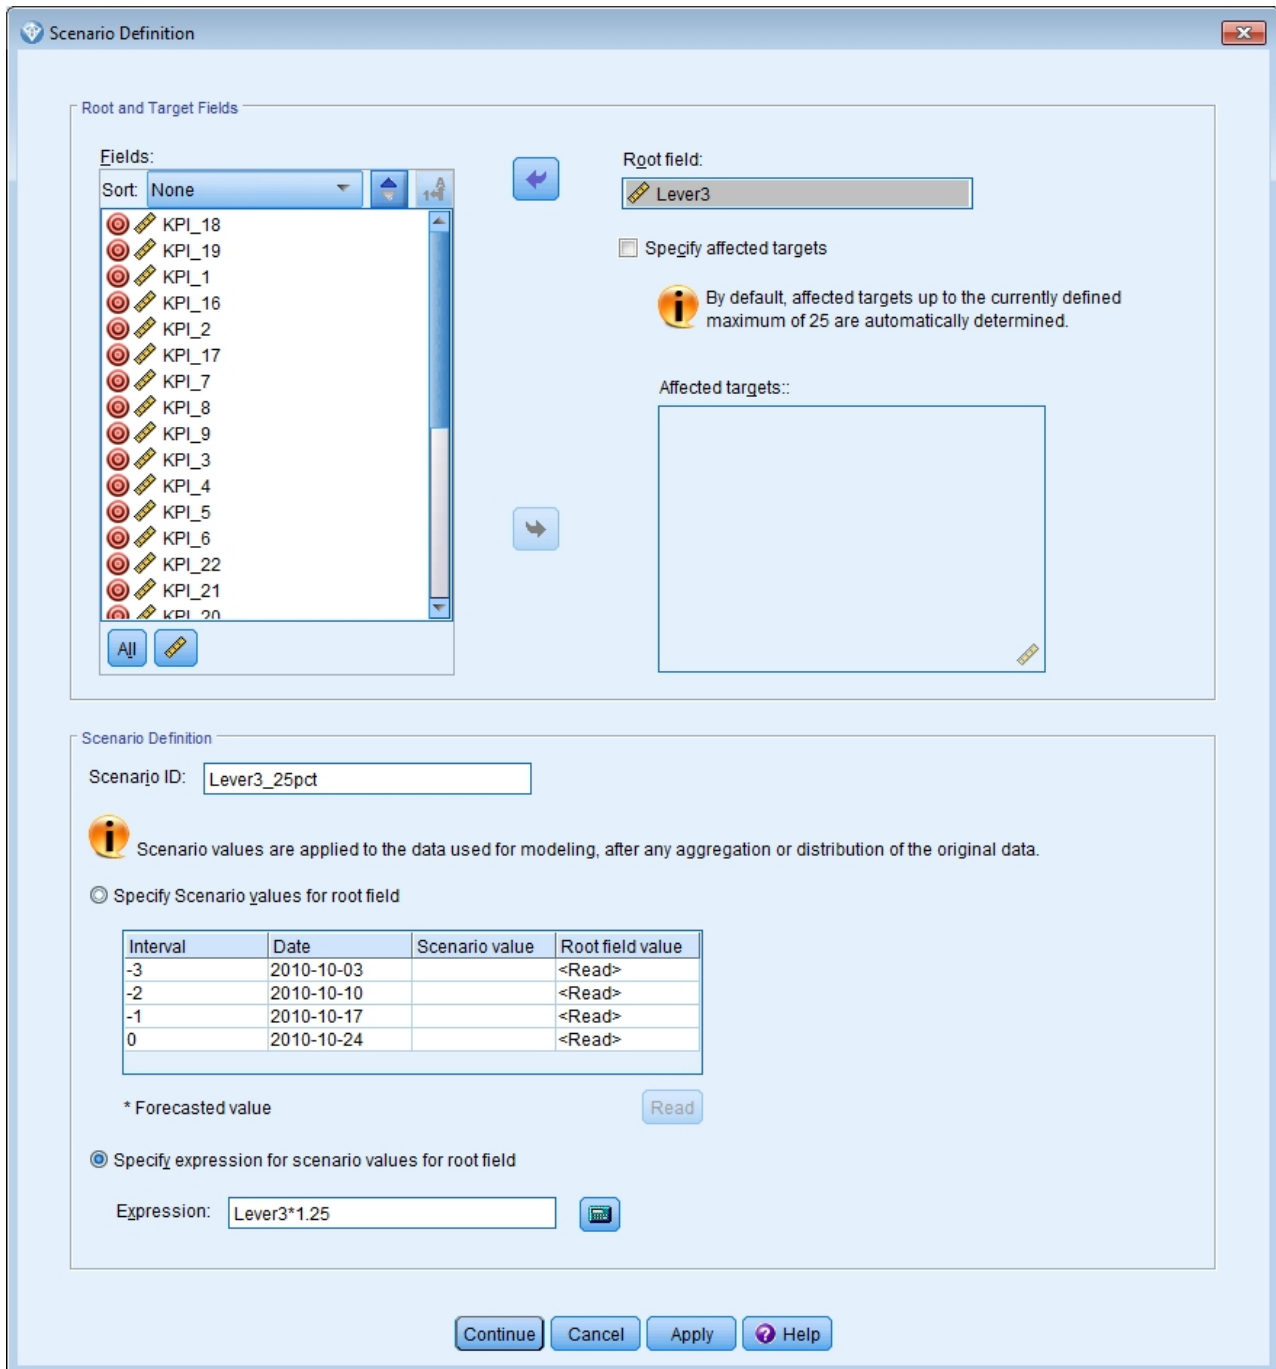 Scenario Definition
Root and Target Fields
Fields:
Sort: None
KPI_18
KPI_19
KPI_1
KPI_16
KPI_2
KPI_17
KPI_7
KPI_8
KPI_9
KPI_3
KPI_4
KPI_5
KPI_6
KPI_22
KPI_21
KPI_20
All
Root field:
Lever3
Specify affected targets
By default, affected targets up to the currently defined
maximum of 25 are automatically determined.
Affected targets::
Scenario Definition
Scenario ID: Lever3_25pct
Scenario values are applied to the data used for modeling, after any aggregation or distribution of the original data.
Specify Scenario values for root field
Interval Date Scenario value Root field value
-3 2010-10-03 <Read>
-2 2010-10-10 <Read>
-1 2010-10-17 <Read>
0 2010-10-24 <Read>
* Forecasted value Read
Specify expression for scenario values for root field
Expression: Lever3*1.25
Continue Cancel Apply Help